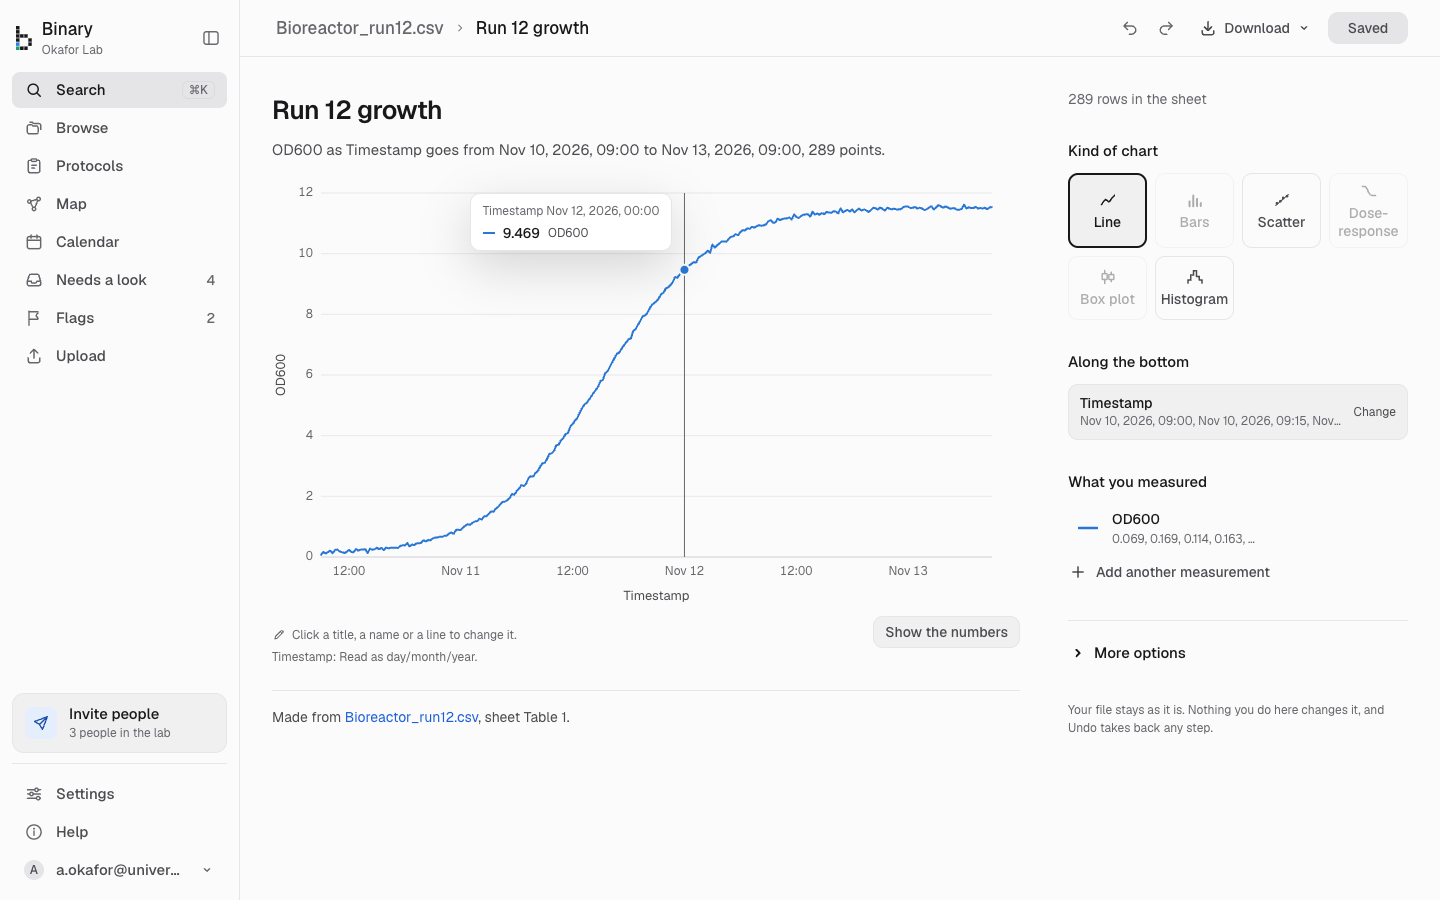 Binary
Okafor Lab
Search ⌘K
Browse
Protocols
Map
Calendar
Needs a look 4
Flags 2
Upload
Invite people
3 people in the lab
Settings
Help
A a.okafor@univer...
Bioreactor_run12.csv › Run 12 growth
Download
Saved
Run 12 growth
OD600 as Timestamp goes from Nov 10, 2026, 09:00 to Nov 13, 2026, 09:00, 289 points.
12
10
8
6
4
2
0
OD600
Timestamp Nov 12, 2026, 00:00
9.469 OD600
12:00 Nov 11 12:00 Nov 12 12:00 Nov 13
Timestamp
Click a title, a name or a line to change it.
Show the numbers
Timestamp: Read as day/month/year.
Made from Bioreactor_run12.csv, sheet Table 1.
289 rows in the sheet
Kind of chart
Line
Bars
Scatter
Dose-
response
Box plot
Histogram
Along the bottom
Timestamp
Nov 10, 2026, 09:00, Nov 10, 2026, 09:15, Nov...
Change
What you measured
OD600
0.069, 0.169, 0.114, 0.163, ...
Add another measurement
More options
Your file stays as it is. Nothing you do here changes it, and
Undo takes back any step.